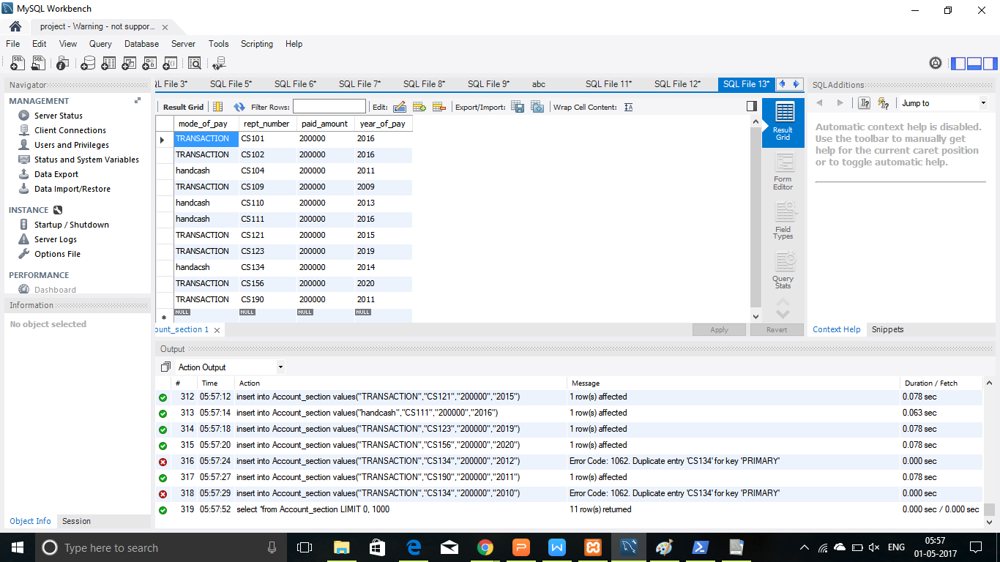 MySQL Workbench
project - Warning - not suppor...
File Edit View Query Database Server Tools Scripting Help
Navigator
MANAGEMENT
Server Status
Client Connections
Users and Privileges
Status and System Variables
Data Export
Data Import/Restore
INSTANCE
Startup / Shutdown
Server Logs
Options File
PERFORMANCE
Dashboard
Information
No object selected
Object Info Session
QL File 3* SQL File 5* SQL File 6* SQL File 7* SQL File 8* SQL File 9* abc SQL File 11* SQL File 12* SQL File 13*
Result Grid Filter Rows: Edit: Export/Import: Wrap Cell Content:
mode_of_pay rept_number paid_amount year_of_pay
TRANSACTION CS101 200000 2016
TRANSACTION CS102 200000 2016
handcash CS104 200000 2011
TRANSACTION CS109 200000 2009
handcash CS110 200000 2013
handcash CS111 200000 2016
TRANSACTION CS121 200000 2015
TRANSACTION CS123 200000 2019
handacsh CS134 200000 2014
TRANSACTION CS156 200000 2020
TRANSACTION CS190 200000 2011
NULL NULL NULL NULL
ount_section 1
Apply Revert
Result Grid
Form Editor
Field Types
Query Stats
SQLAdditions
Jump to
Automatic context help is disabled.
Use the toolbar to manually get
help for the current caret position
or to toggle automatic help.
Context Help Snippets
Output
Action Output
# Time Action Message Duration / Fetch
312 05:57:12 insert into Account_section values("TRANSACTION","CS121","200000","2015") 1 row(s) affected 0.078 sec
313 05:57:14 insert into Account_section values("handcash","CS111","200000","2016") 1 row(s) affected 0.063 sec
314 05:57:18 insert into Account_section values("TRANSACTION","CS123","200000","2019") 1 row(s) affected 0.078 sec
315 05:57:20 insert into Account_section values("TRANSACTION","CS156","200000","2020") 1 row(s) affected 0.078 sec
316 05:57:24 insert into Account_section values("TRANSACTION","CS134","200000","2012") Error Code: 1062. Duplicate entry 'CS134' for key 'PRIMARY' 0.000 sec
317 05:57:27 insert into Account_section values("TRANSACTION","CS190","200000","2011") 1 row(s) affected 0.078 sec
318 05:57:29 insert into Account_section values("TRANSACTION","CS134","200000","2010") Error Code: 1062. Duplicate entry 'CS134' for key 'PRIMARY' 0.000 sec
319 05:57:52 select *from Account_section LIMIT 0, 1000 11 row(s) returned 0.000 sec / 0.000 sec
Type here to search
ENG
05:57
01-05-2017